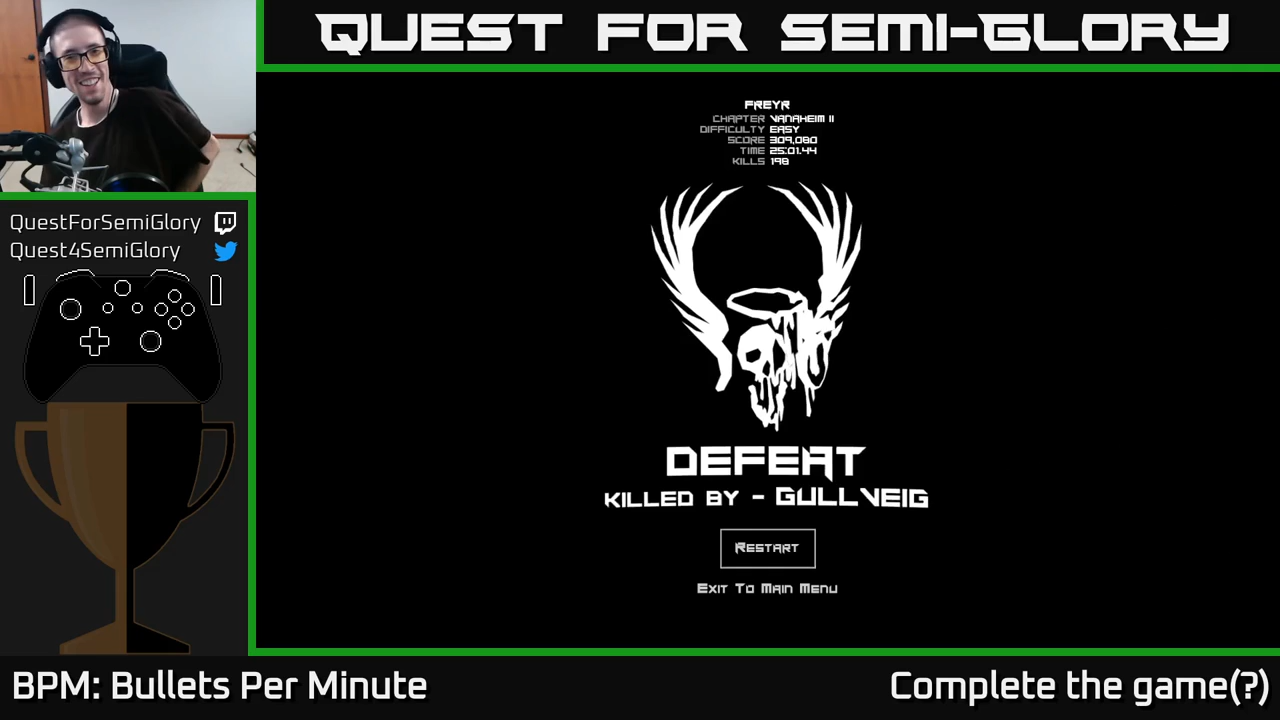 QUEST FOR SEMI-GLORY
QuestForSemiGlory
Quest4SemiGlory
FREYR
CHAPTER VANAHEIM II
DIFFICULTY EASY
SCORE 309,080
TIME 25:01.44
KILLS 198
DEFEAT
KILLED BY - GULLVEIG
RESTART
EXIT TO MAIN MENU
BPM: Bullets Per Minute
Complete the game(?)